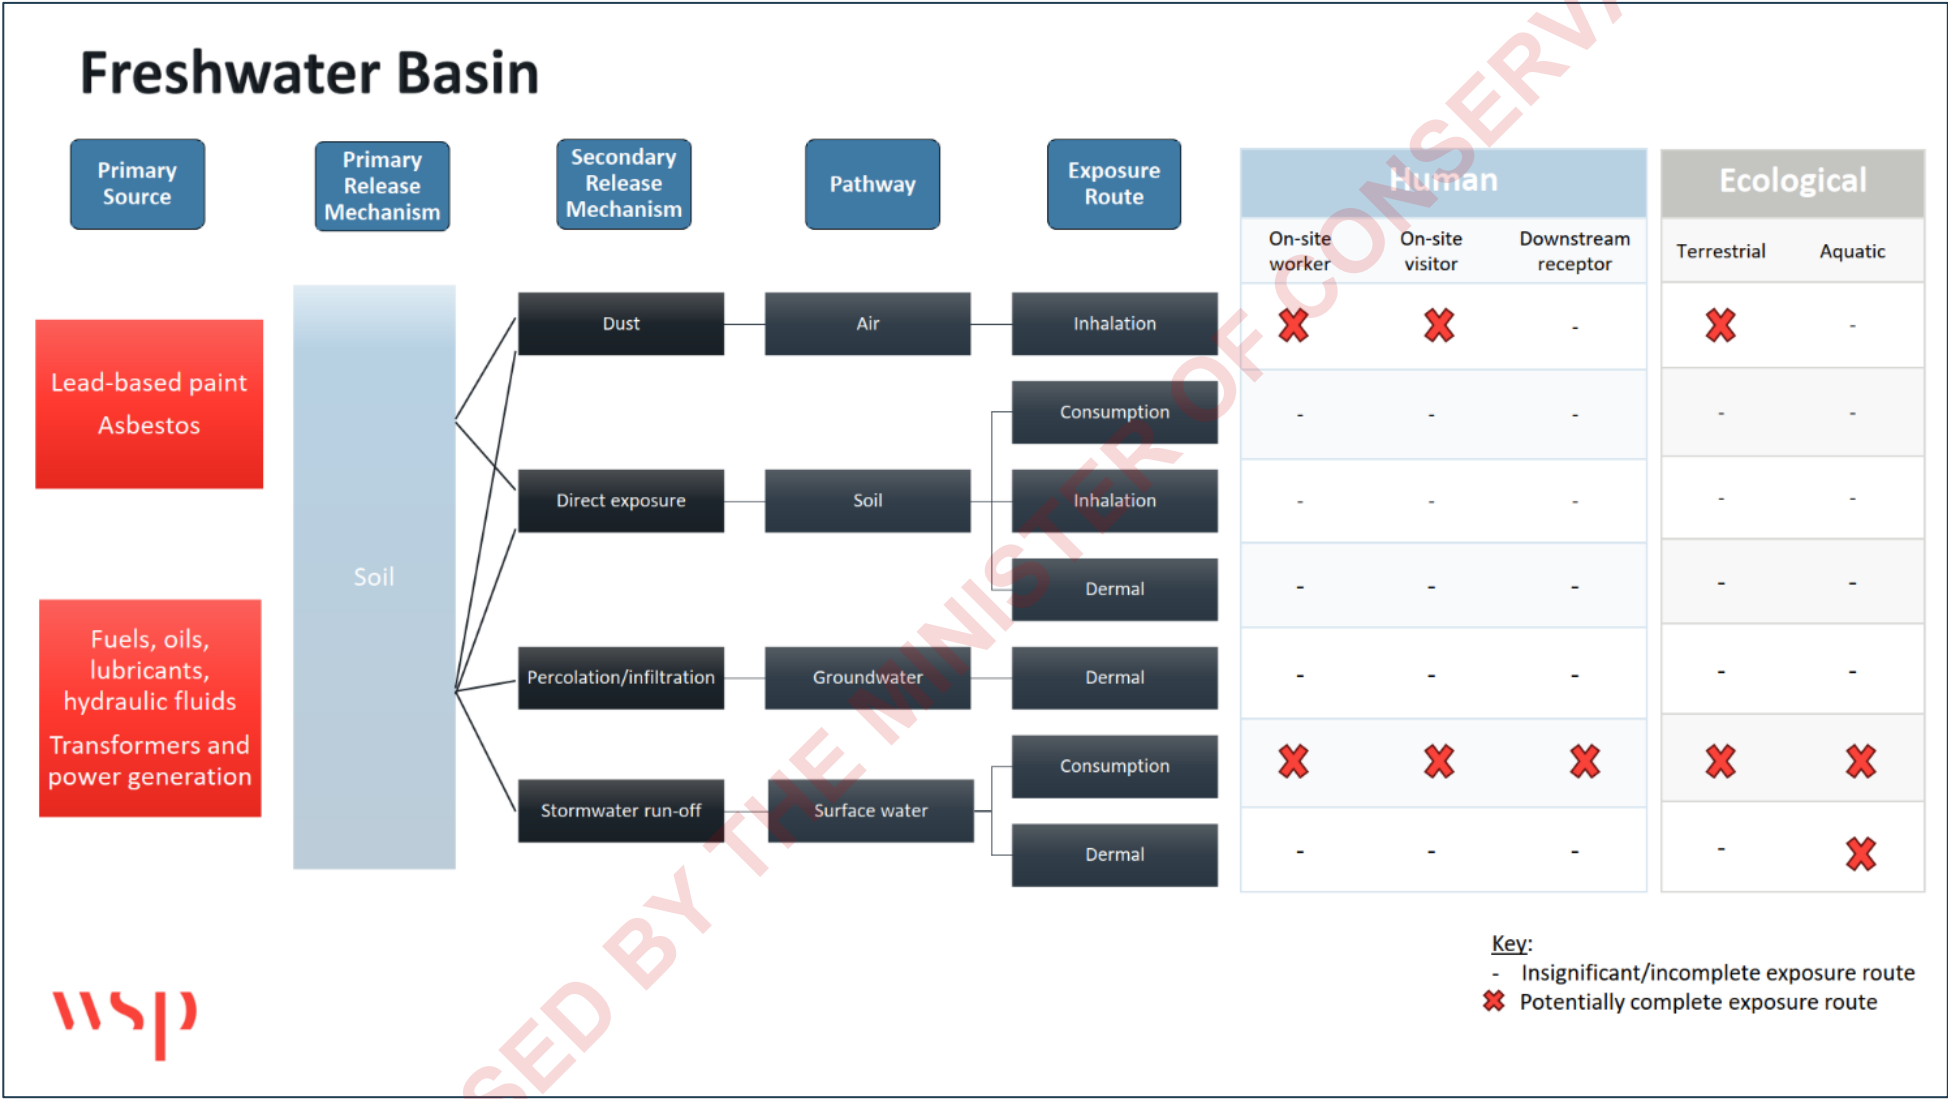 Freshwater Basin
Primary
Source
Primary
Release
Mechanism
Secondary
Release
Mechanism
Pathway
Exposure
Route
Human
Ecological
On-site
worker
On-site
visitor
Downstream
receptor
Terrestrial
Aquatic
Lead-based paint
Asbestos
Fuels, oils,
lubricants,
hydraulic fluids
Transformers and
power generation
Soil
Dust
Air
Inhalation
- 
-
Consumption
- - -
- -
Direct exposure
Soil
Inhalation
- - -
- -
Dermal
- - -
- -
Percolation/infiltration
Groundwater
Dermal
- - -
- -
Stormwater run-off
Surface water
Consumption
Dermal
- - -
-
Key:
- Insignificant/incomplete exposure route
Potentially complete exposure route
wsp
SED BY THE MINISTER OF CONSERVA